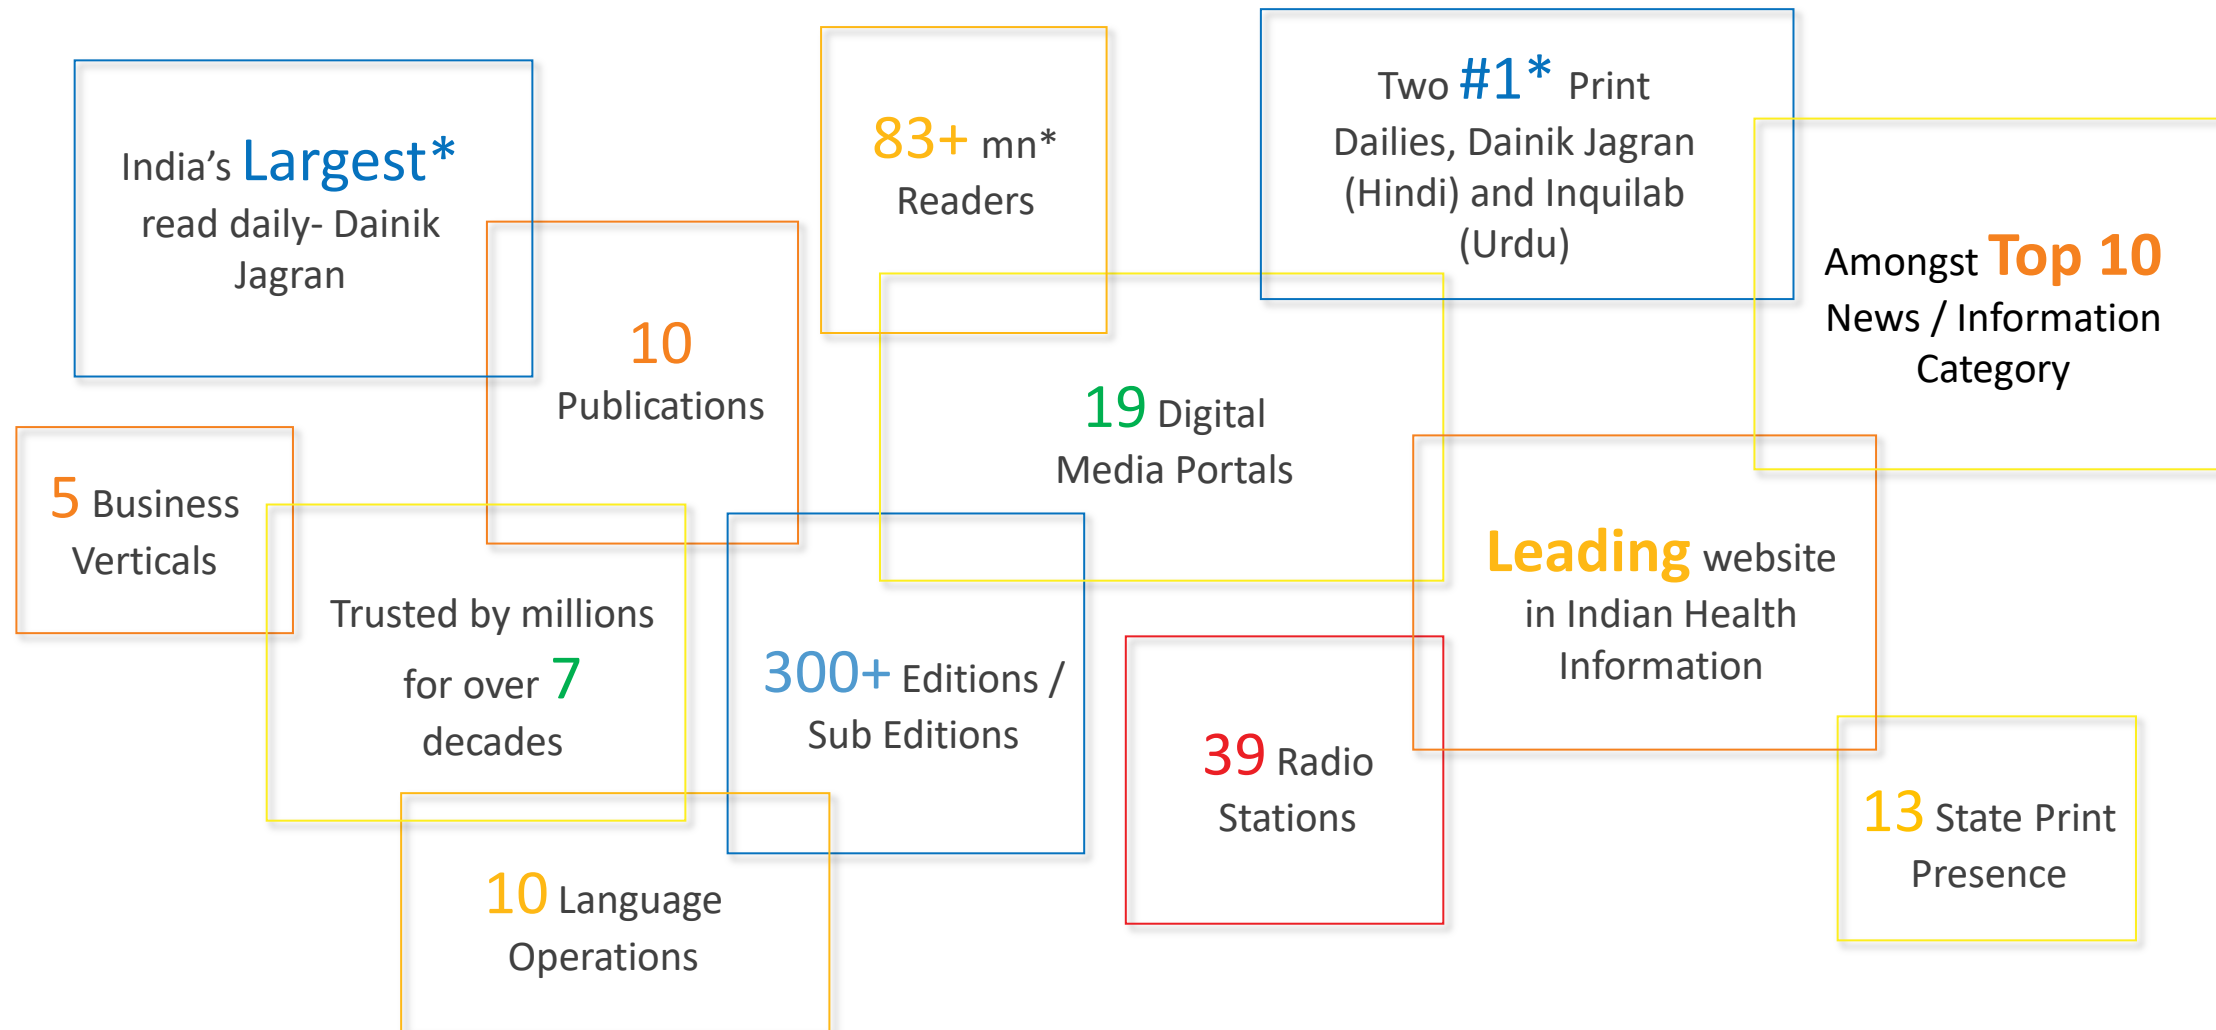 India’s Largest*
read daily- Dainik
Jagran
83+ mn*
Readers
Two #1* Print
Dailies, Dainik Jagran
(Hindi) and Inquilab
(Urdu)
Amongst Top 10
News / Information
Category
10
Publications
19 Digital
Media Portals
5 Business
Verticals
Trusted by millions
for over 7
decades
300+ Editions /
Sub Editions
Leading website
in Indian Health
Information
39 Radio
Stations
13 State Print
Presence
10 Language
Operations